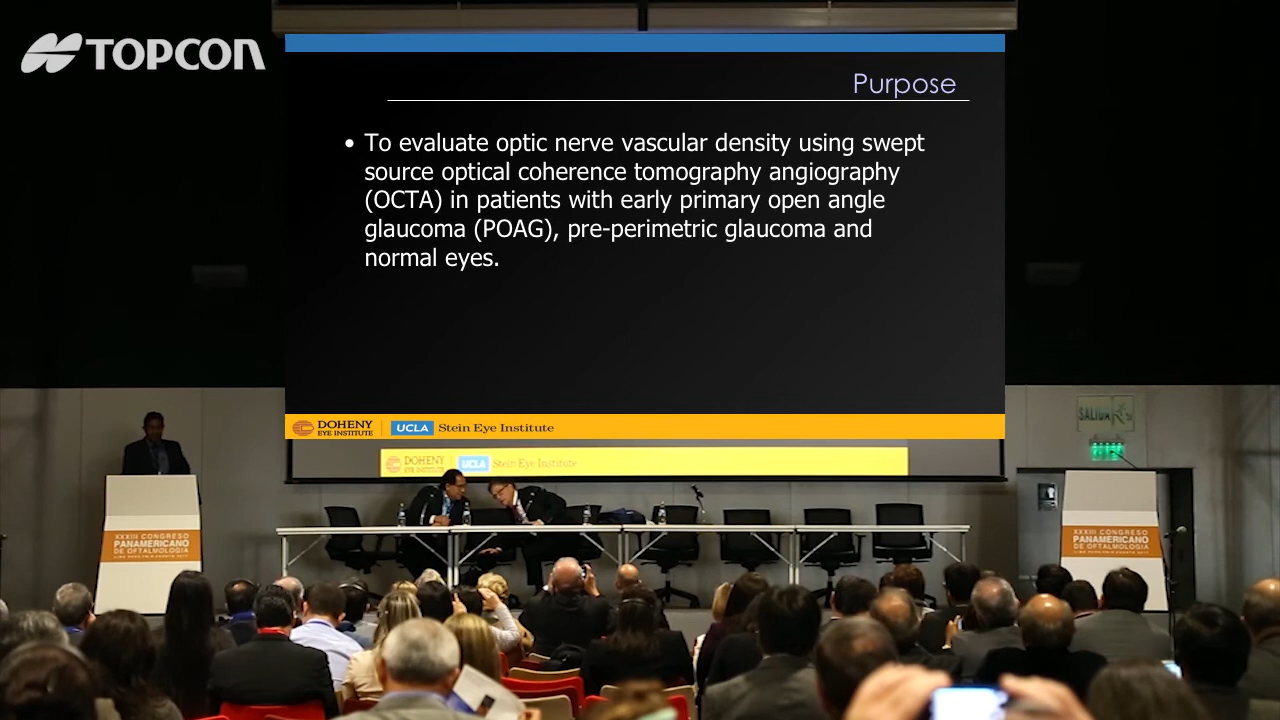 TOPCON
Purpose
• To evaluate optic nerve vascular density using swept
source optical coherence tomography angiography
(OCTA) in patients with early primary open angle
glaucoma (POAG), pre-perimetric glaucoma and
normal eyes.
DOHENY
EYE INSTITUTE
UCLA Stein Eye Institute
DOHENY
EYE INSTITUTE
UCLA Stein Eye Institute
SALIDA
XXXIII CONGRESO
PANAMERICANO
DE OFTALMOLOGIA
XXXIII CONGRESO
PANAMERICANO
DE OFTALMOLOGIA